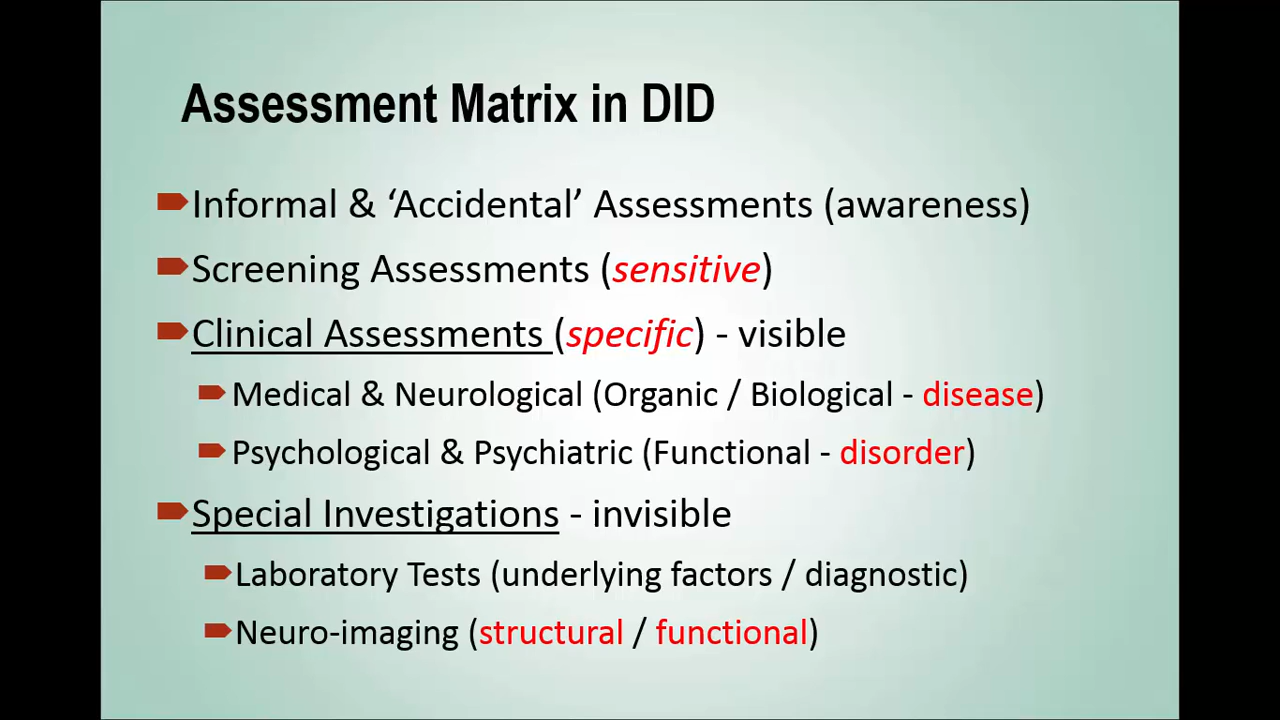 Assessment Matrix in DID
Informal & ‘Accidental’ Assessments (awareness)
Screening Assessments (sensitive)
Clinical Assessments (specific) - visible
Medical & Neurological (Organic / Biological - disease)
Psychological & Psychiatric (Functional - disorder)
Special Investigations - invisible
Laboratory Tests (underlying factors / diagnostic)
Neuro-imaging (structural / functional)